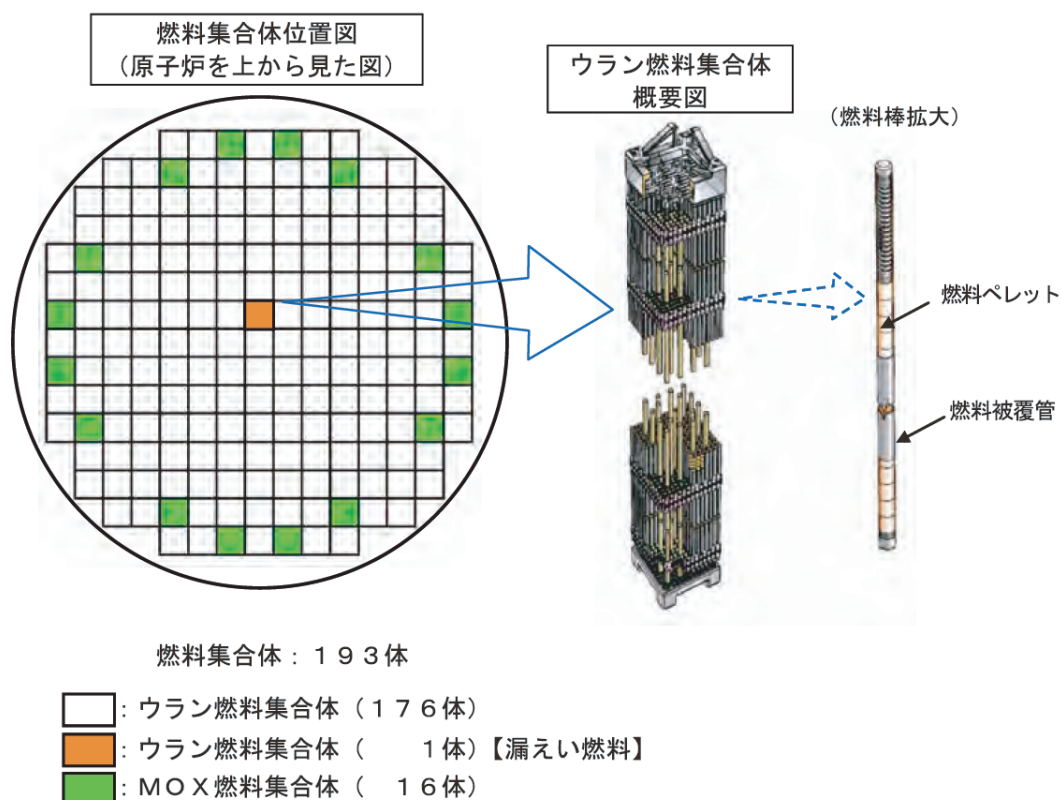 燃料集合体位置図
（原子炉を上から見た図）
ウラン燃料集合体
概要図
（燃料棒拡大）
燃料ペレット
燃料被覆管
燃料集合体：１９３体
：ウラン燃料集合体（１７６体）
：ウラン燃料集合体（　　１体）【漏えい燃料】
：ＭＯＸ燃料集合体（　１６体）